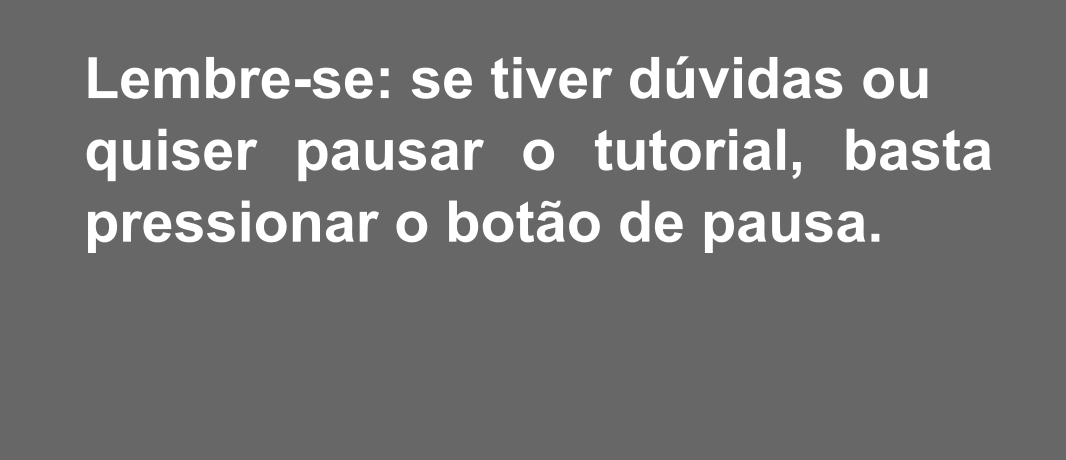 Lembre-se: se tiver dúvidas ou
quiser pausar o tutorial, basta
pressionar o botão de pausa.